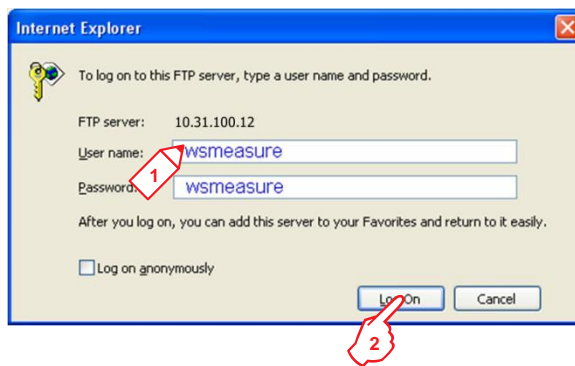 Internet Explorer
To log on to this FTP server, type a user name and password.
FTP server: 10.31.100.12
User name: wsmeasure
1
Password: wsmeasure
After you log on, you can add this server to your Favorites and return to it easily.
Log on anonymously
Log On Cancel
2